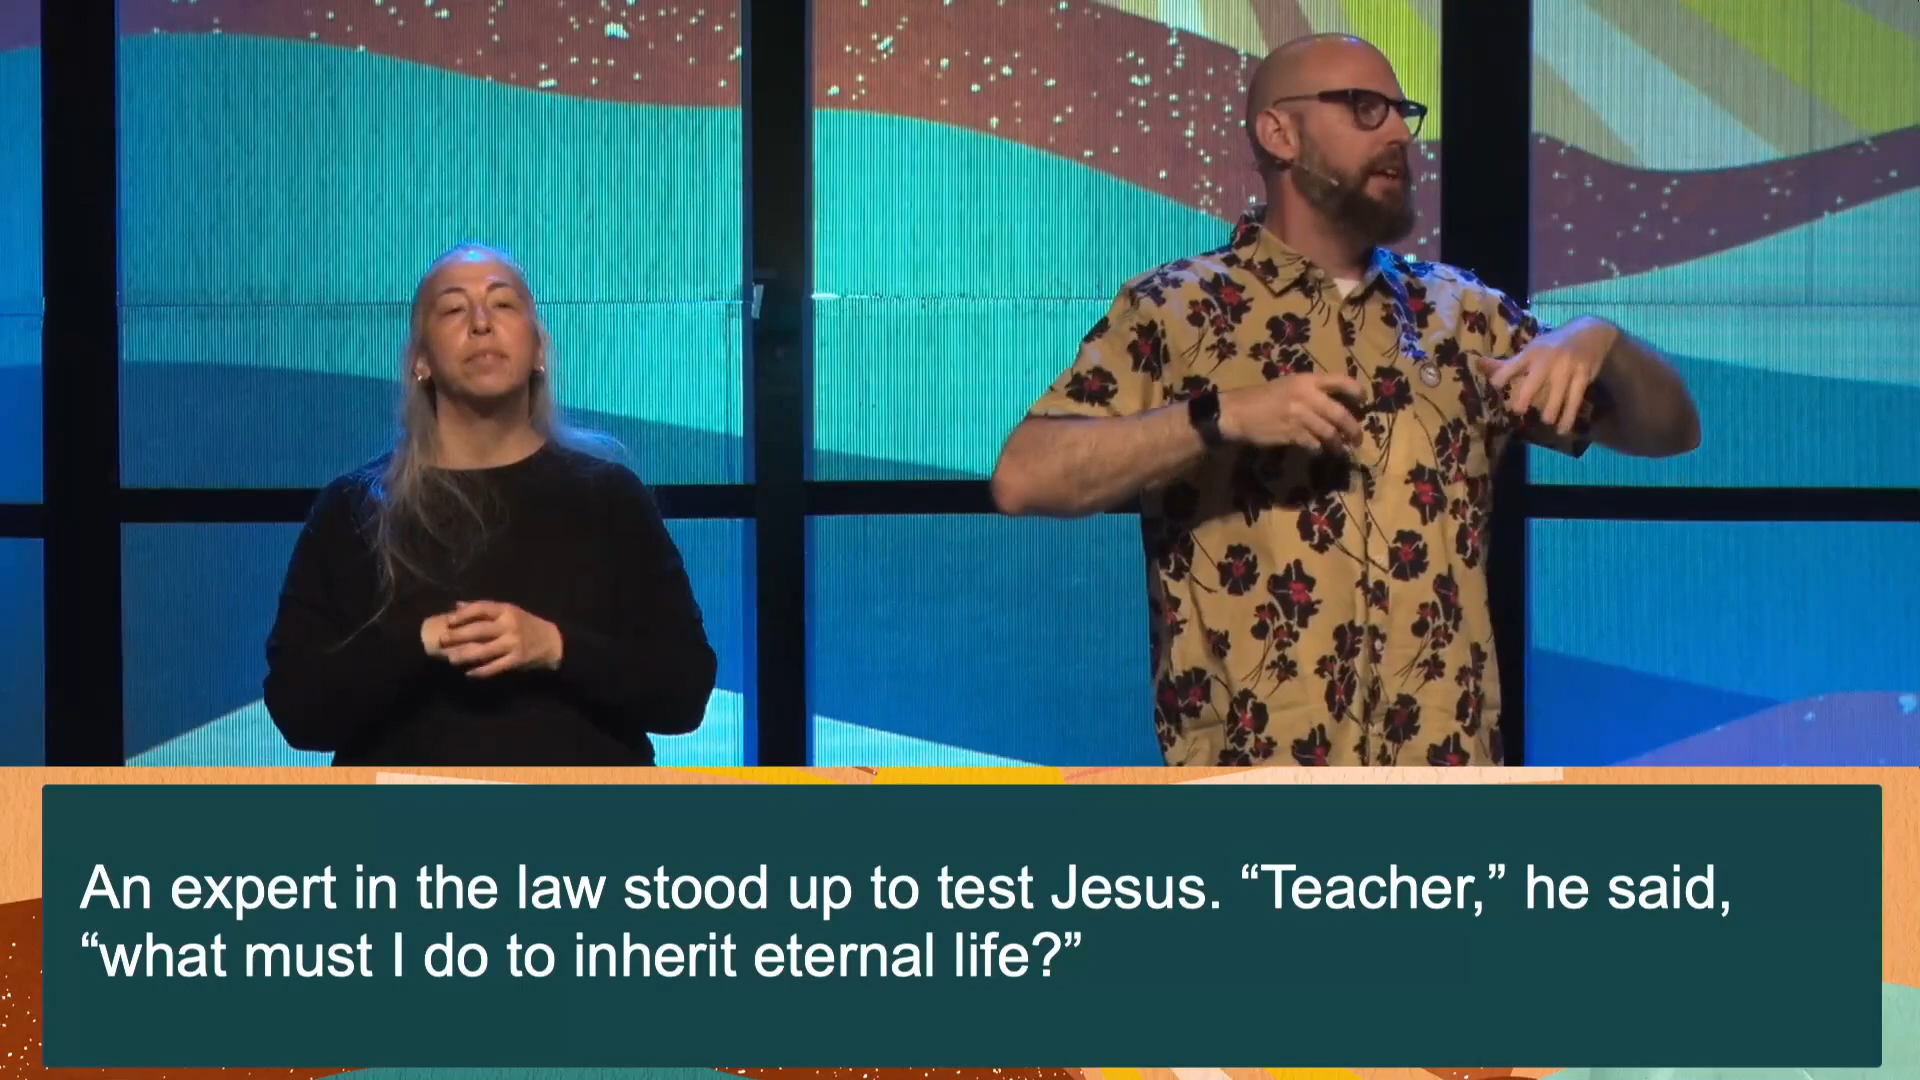 An expert in the law stood up to test Jesus. “Teacher,” he said,
“what must I do to inherit eternal life?”